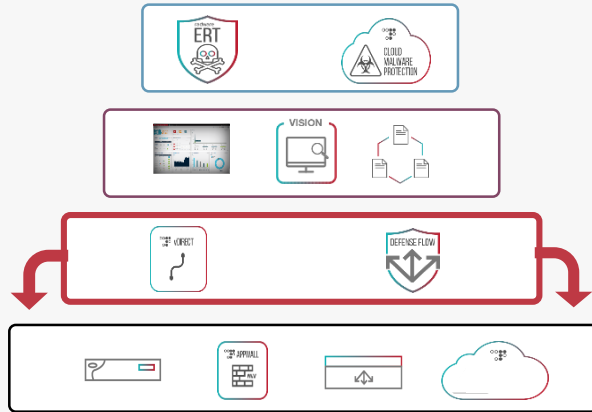 ERT
CLOUD
MALWARE
PROTECTION
VISION
vDIRECT
DEFENSE FLOW
APPWALL